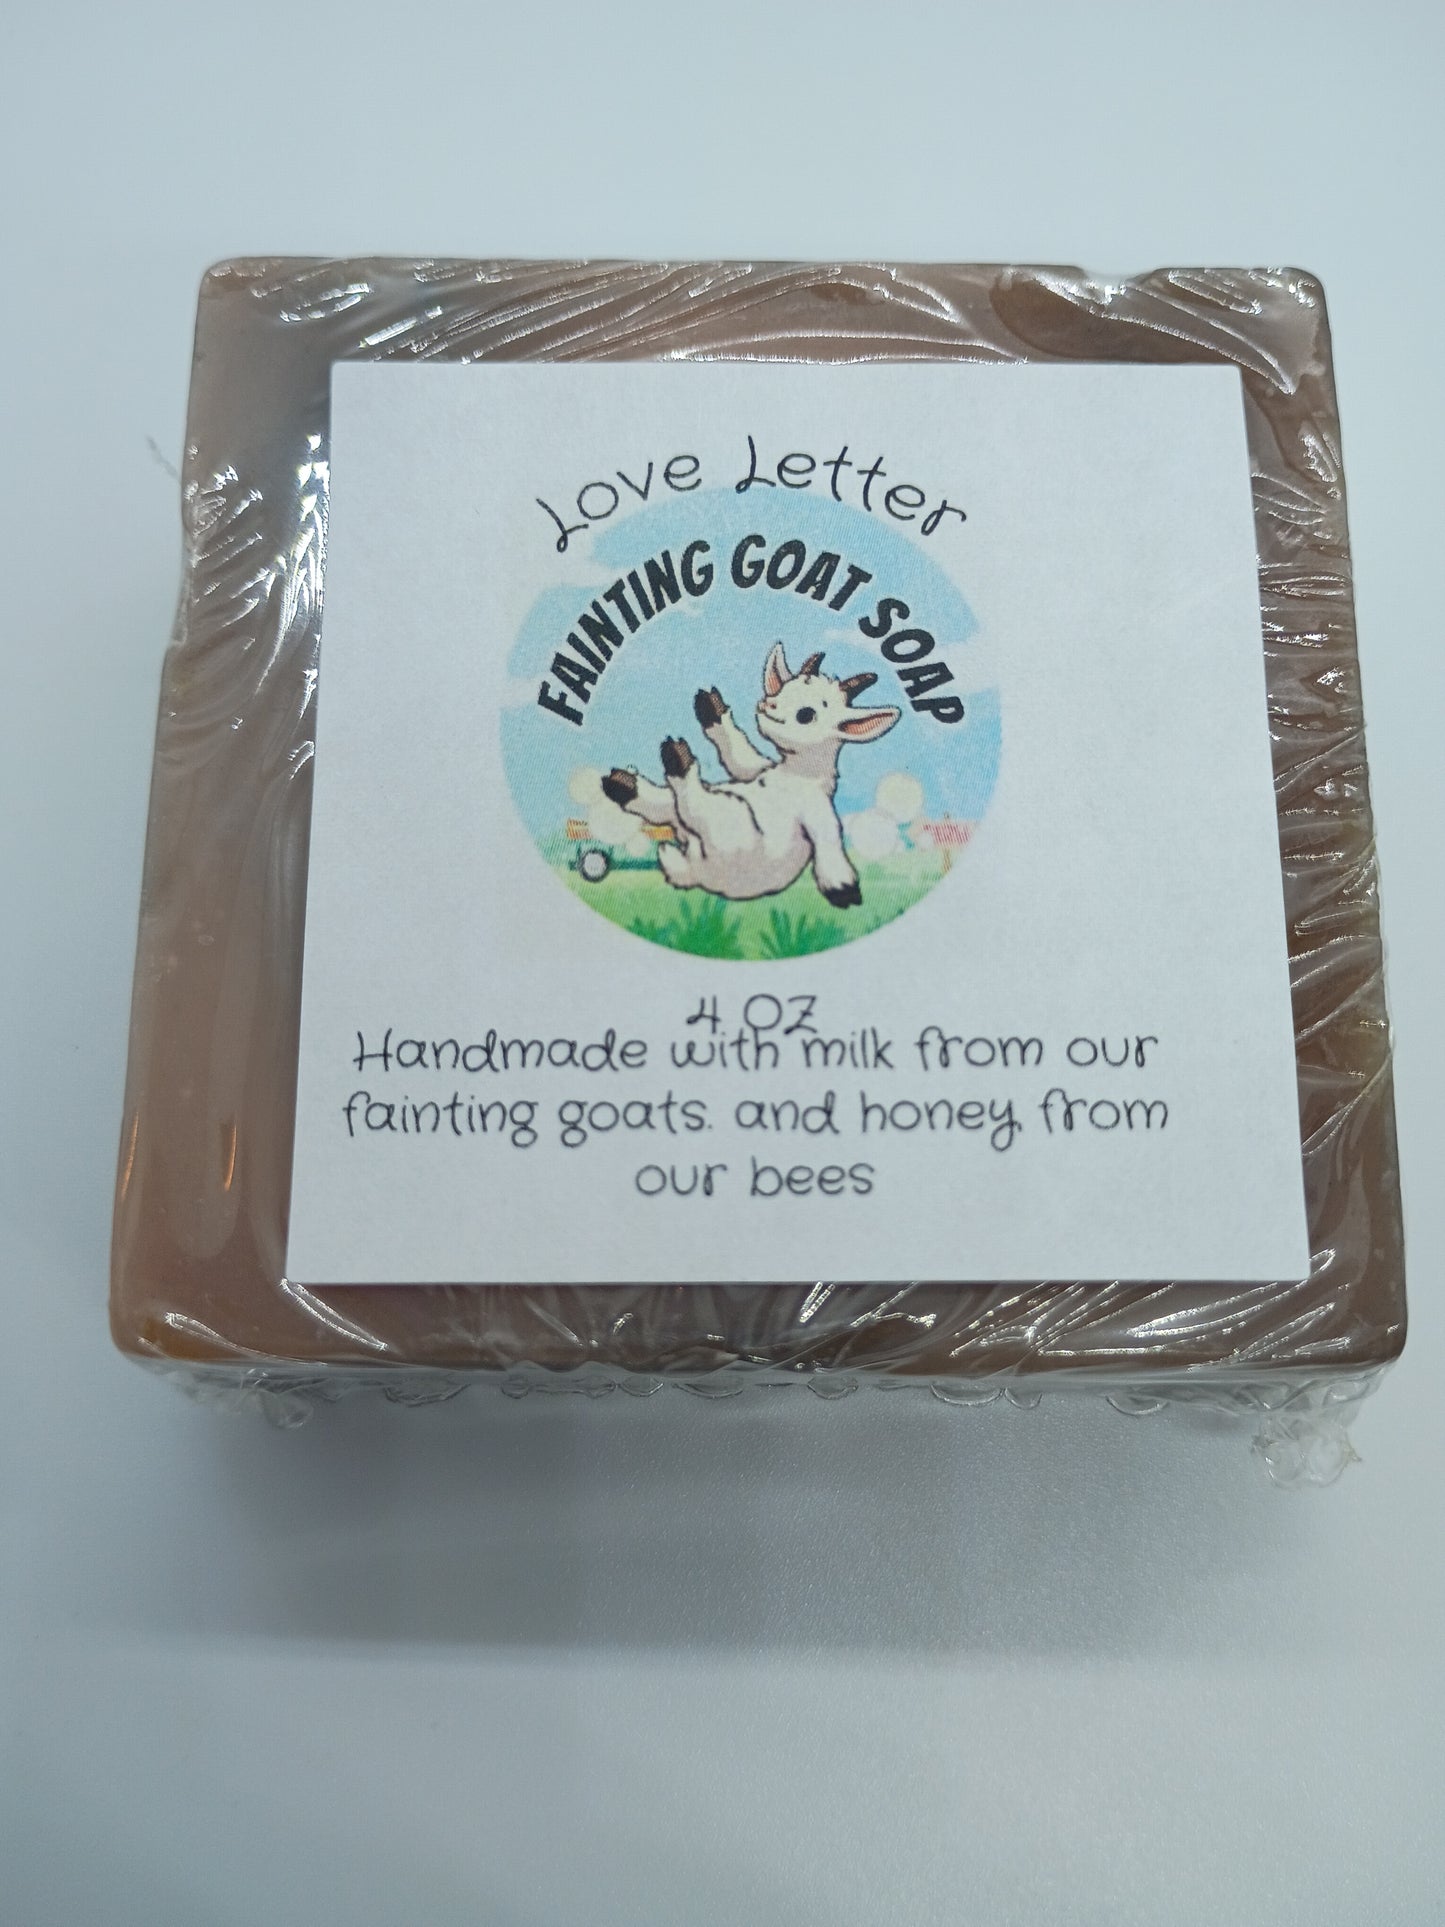 Love Letter
FAINTING GOAT SOAP
4 OZ
Handmade with milk from our
fainting goats. and honey from
our bees